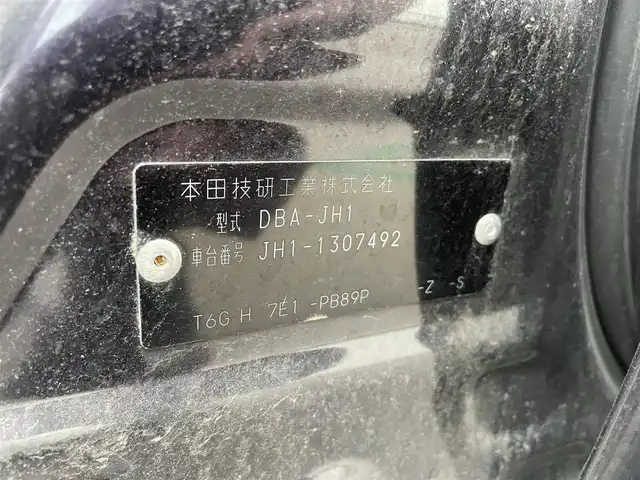 本田技研工業株式会社
型式 DBA-JH1
車台番号 JH1-1307492
T6G H 7E1 -PB89P -Z -S